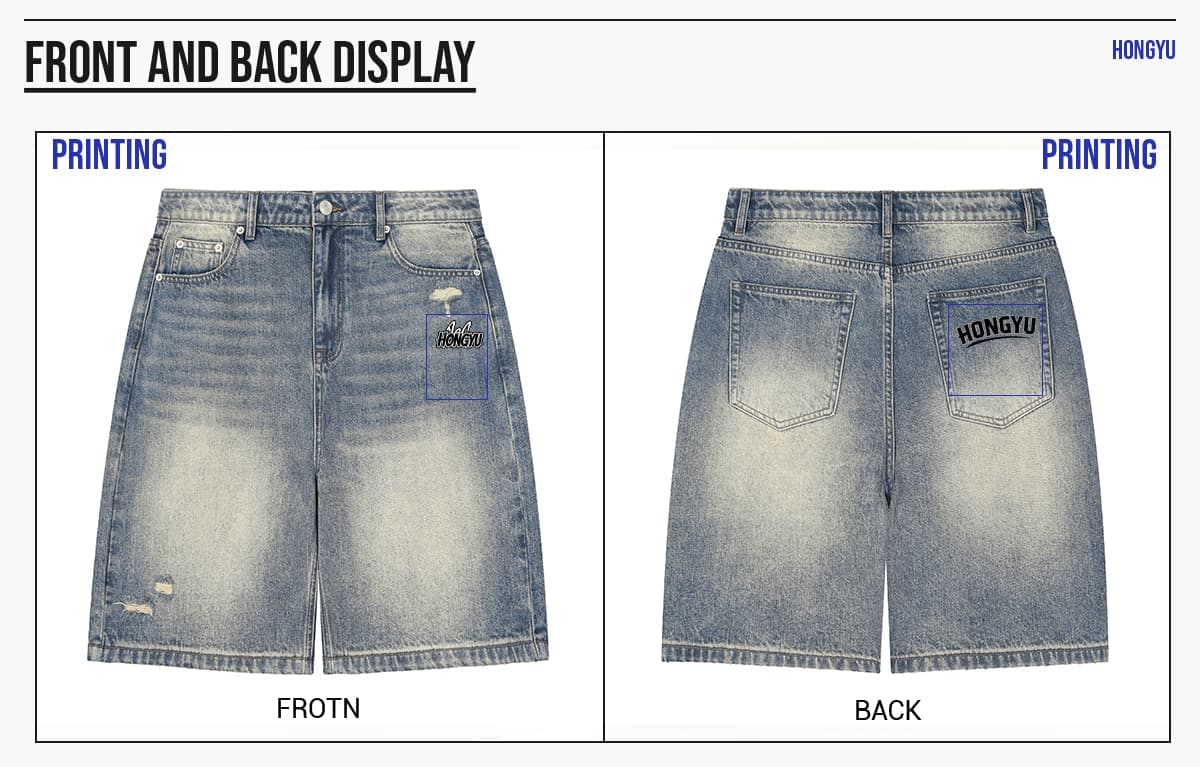 FRONT AND BACK DISPLAY
HONGYU
PRINTING
PRINTING
HONGYU
HONGYU
FROTN
BACK